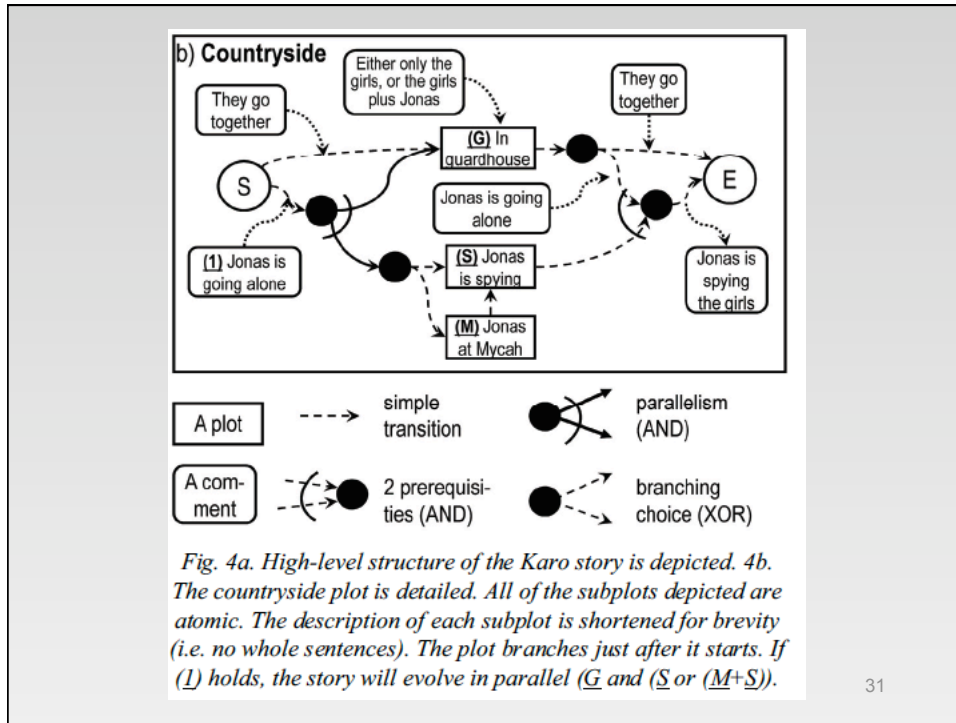 b) Countryside
Either only the
girls, or the girls
plus Jonas
They go
together
They go
together
(G) In
guardhouse
S
E
Jonas is going
alone
(1) Jonas is
going alone
(S) Jonas
is spying
Jonas is
spying
the girls
(M) Jonas
at Mycah
A plot
simple
transition
parallelism
(AND)
A com-
ment
2 prerequisi-
ties (AND)
branching
choice (XOR)
Fig. 4a. High-level structure of the Karo story is depicted. 4b.
The countryside plot is detailed. All of the subplots depicted are
atomic. The description of each subplot is shortened for brevity
(i.e. no whole sentences). The plot branches just after it starts. If
(1) holds, the story will evolve in parallel (G and (S or (M+S)).
31